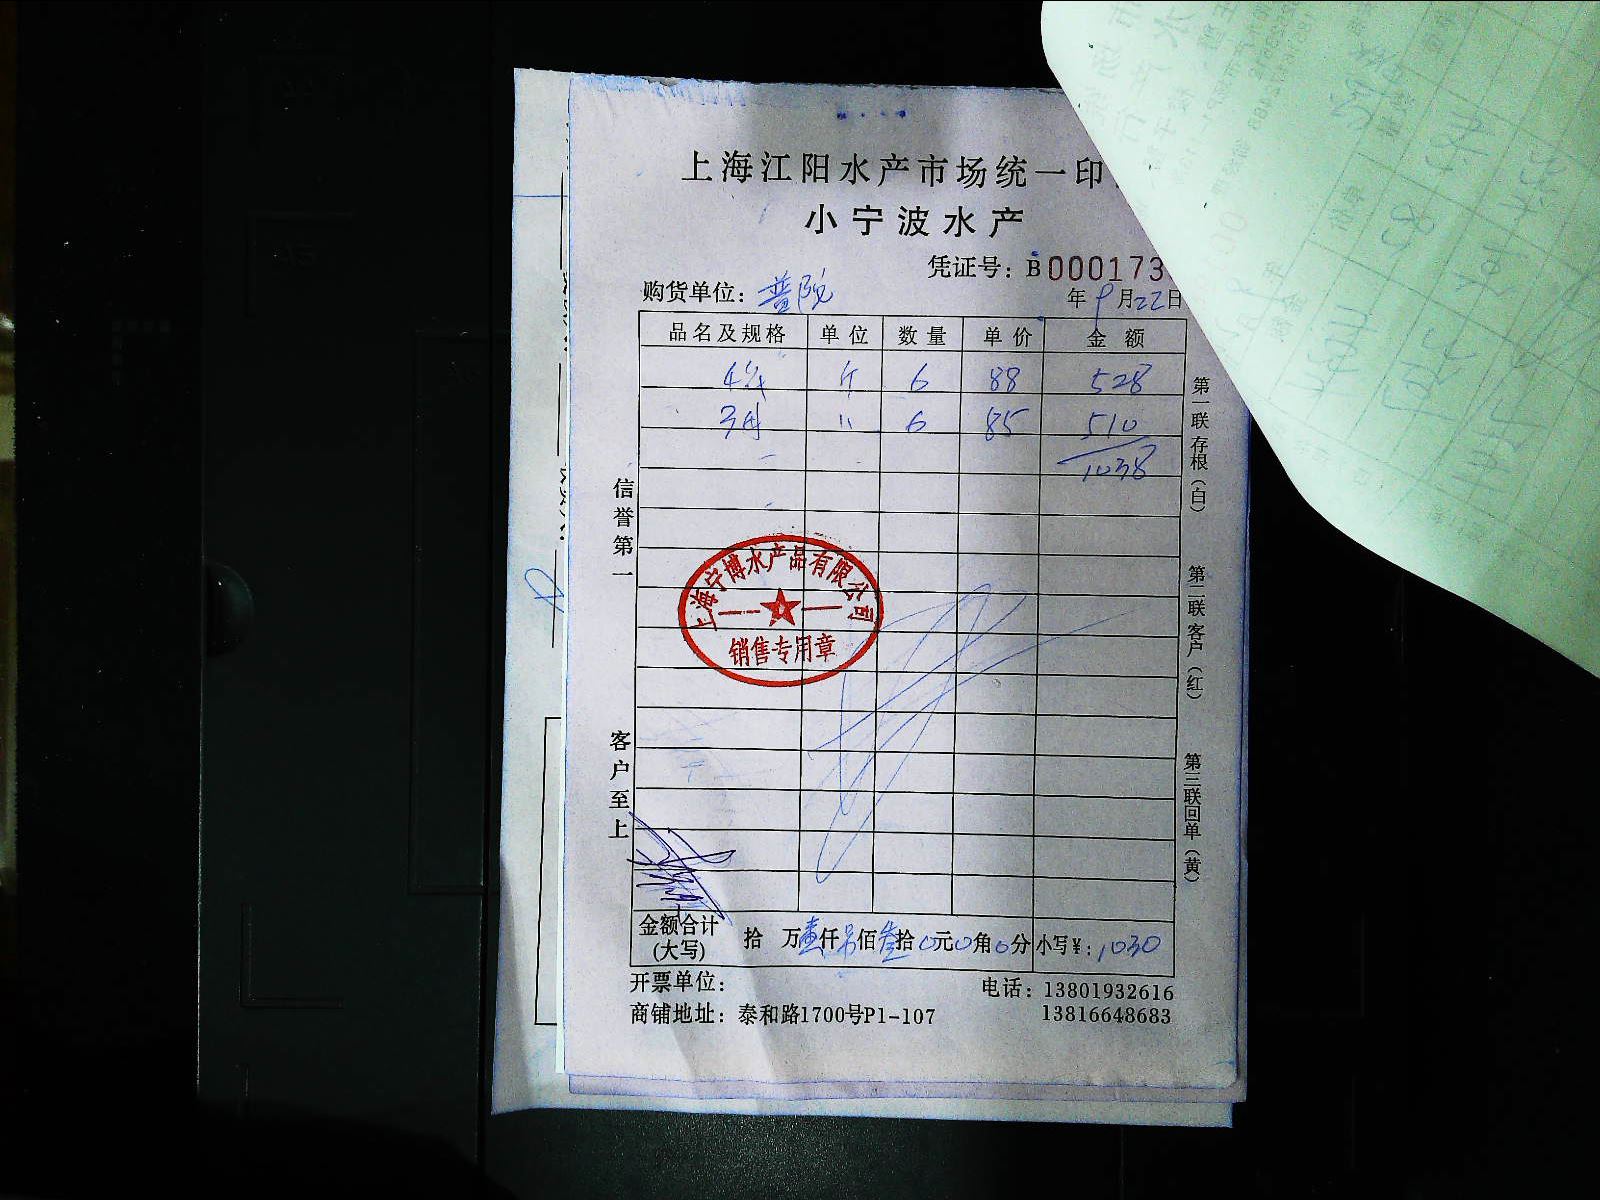 上海江阳水产市场统一印
小宁波水产
凭证号：B000173
购货单位：普院
年9月22日
品名及规格 单位 数量 单价 金额
斤 6 88 528
3月 " 6 85 510
1038
信誉第一
客户至上
第一联存根（白）
第二联客户（红）
第三联回单（黄）
上海宁博水产品有限公司
销售专用章
金额合计（大写） 拾 万壹仟 佰叁拾0元0角0分 小写¥：1030
开票单位：
电话：13801932616
商铺地址：泰和路1700号P1-107
13816648683